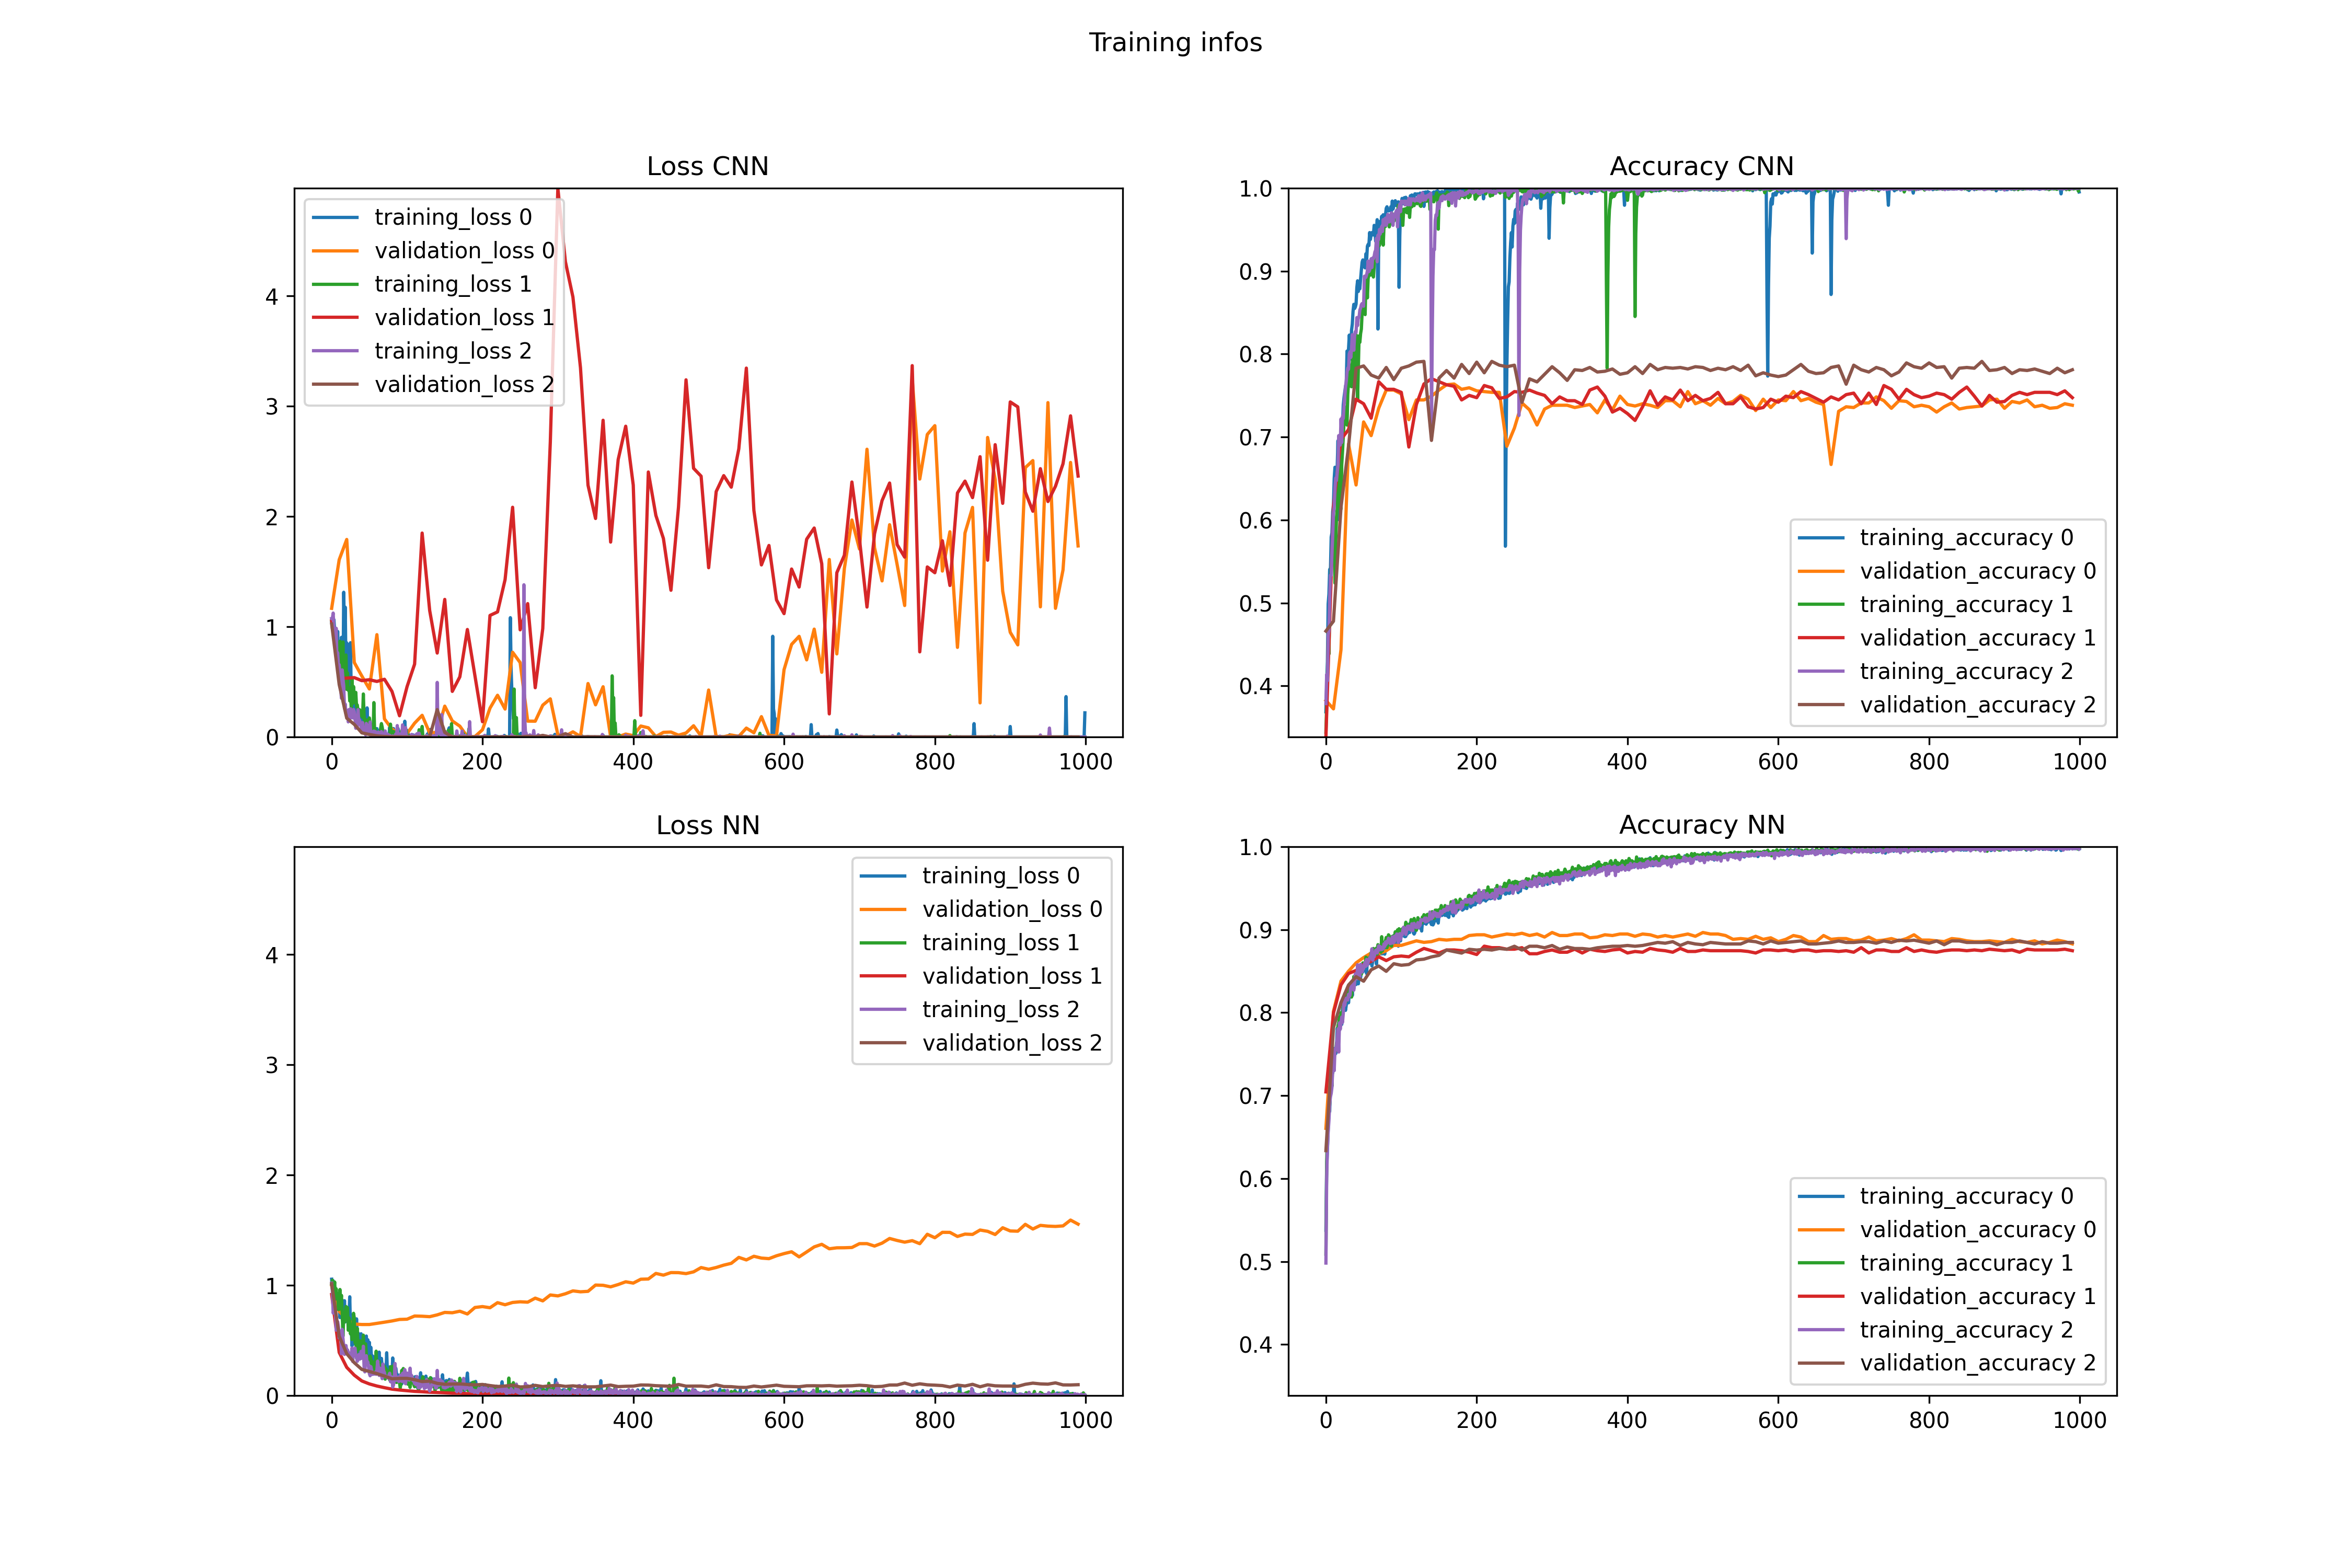 Training infos
Loss CNN
training_loss 0
validation_loss 0
training_loss 1
validation_loss 1
training_loss 2
validation_loss 2
4
3
2
1
0
0 200 400 600 800 1000
Accuracy CNN
1.0
0.9
0.8
0.7
0.6
0.5
0.4
training_accuracy 0
validation_accuracy 0
training_accuracy 1
validation_accuracy 1
training_accuracy 2
validation_accuracy 2
0 200 400 600 800 1000
Loss NN
training_loss 0
validation_loss 0
training_loss 1
validation_loss 1
training_loss 2
validation_loss 2
4
3
2
1
0
0 200 400 600 800 1000
Accuracy NN
1.0
0.9
0.8
0.7
0.6
0.5
0.4
training_accuracy 0
validation_accuracy 0
training_accuracy 1
validation_accuracy 1
training_accuracy 2
validation_accuracy 2
0 200 400 600 800 1000